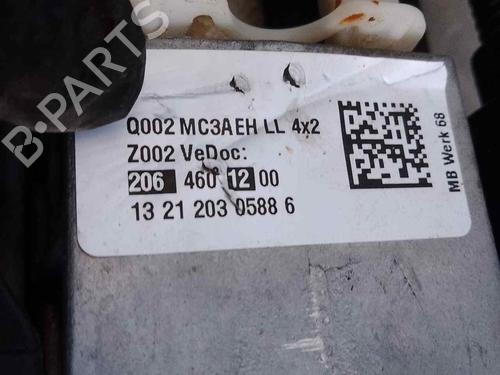 B-PARTS
Q002 MC3AEH LL 4x2
Z002 VeDoc:
206 460 12 00
13 21 203 0588 6
MB Werk 68